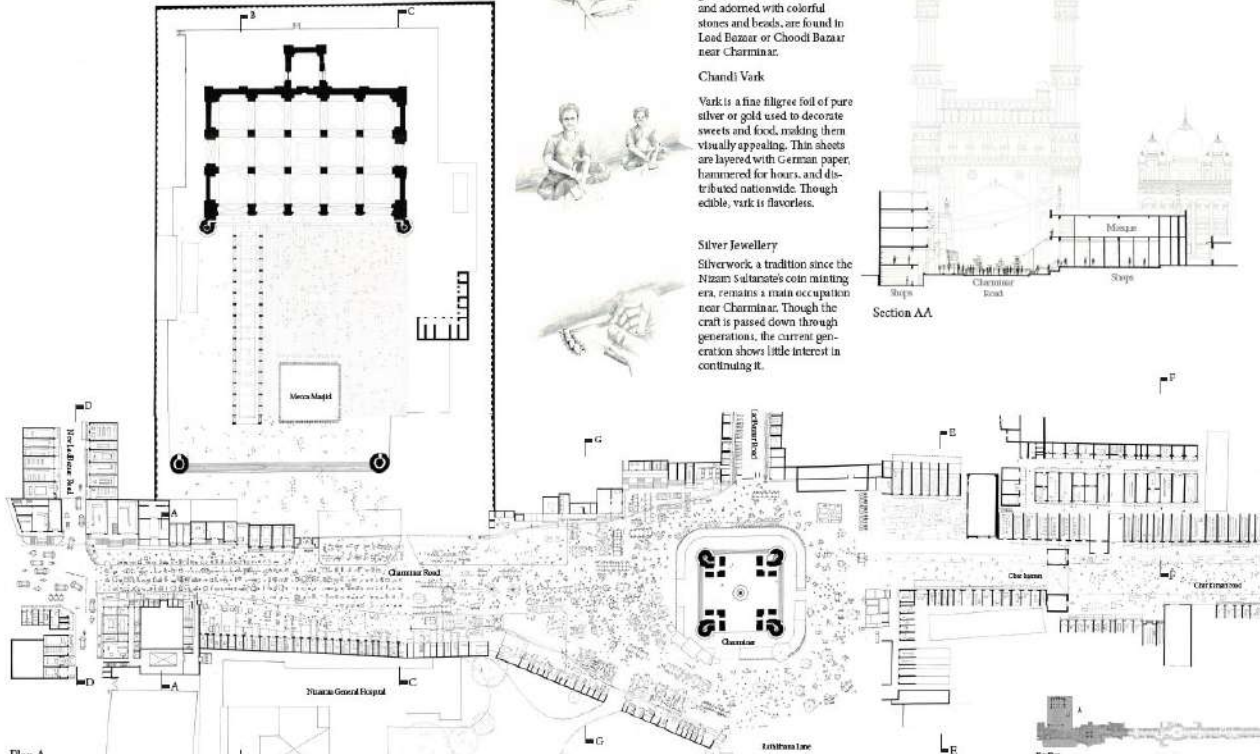 and adorned with colorful
stones and beads, are found in
Laad Bazaar or Choodi Bazaar
near Charminar.
Chandi Vark
Vark is a fine filigree foil of pure
silver or gold used to decorate
sweets and food, making them
visually appealing. Thin sheets
are layered with German paper,
hammered for hours, and dis-
tributed nationwide. Though
edible, vark is flavorless.
Silver Jewellery
Silverwork, a tradition since the
Nizam Sultanate's coin minting
era, remains a main occupation
near Charminar. Though the
craft is passed down through
generations, the current gen-
eration shows little interest in
continuing it.
Mosque
Shops
Charminar
Road
Shops
Section AA
B
C
Mecca Masjid
D
G
E
F
A
Charminar Road
Charminar
Char kaman
Char kaman road
F
D
A
Nizamia General Hospital
C
G
E
Plan A
A